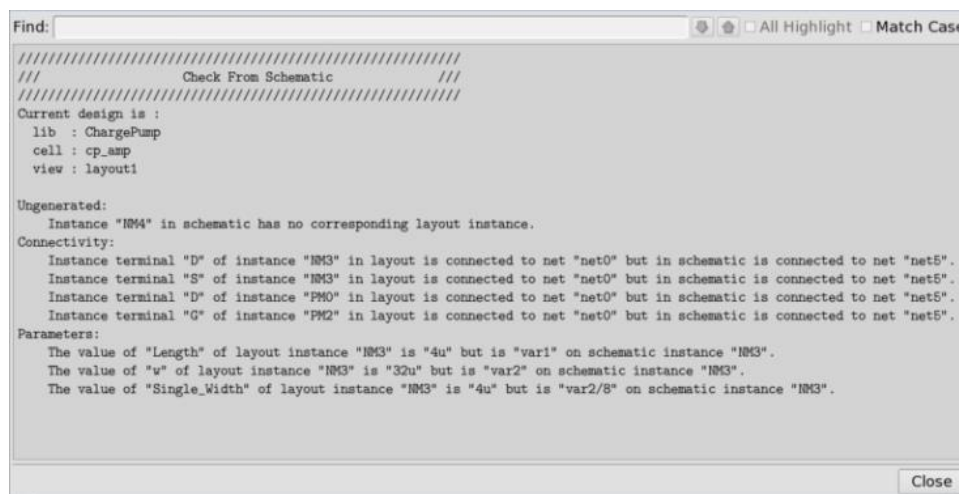 Find: All Highlight Match Case
////////////////////////////////////////////////////////////
/// Check From Schematic ///
////////////////////////////////////////////////////////////
Current design is :
lib : ChargePump
cell : cp_amp
view : layout1
Ungenerated:
Instance "NM4" in schematic has no corresponding layout instance.
Connectivity:
Instance terminal "D" of instance "NM3" in layout is connected to net "net0" but in schematic is connected to net "net5".
Instance terminal "S" of instance "NM3" in layout is connected to net "net0" but in schematic is connected to net "net5".
Instance terminal "D" of instance "PM0" in layout is connected to net "net0" but in schematic is connected to net "net5".
Instance terminal "G" of instance "PM2" in layout is connected to net "net0" but in schematic is connected to net "net5".
Parameters:
The value of "Length" of layout instance "NM3" is "4u" but is "var1" on schematic instance "NM3".
The value of "w" of layout instance "NM3" is "32u" but is "var2" on schematic instance "NM3".
The value of "Single_Width" of layout instance "NM3" is "4u" but is "var2/8" on schematic instance "NM3".
Close